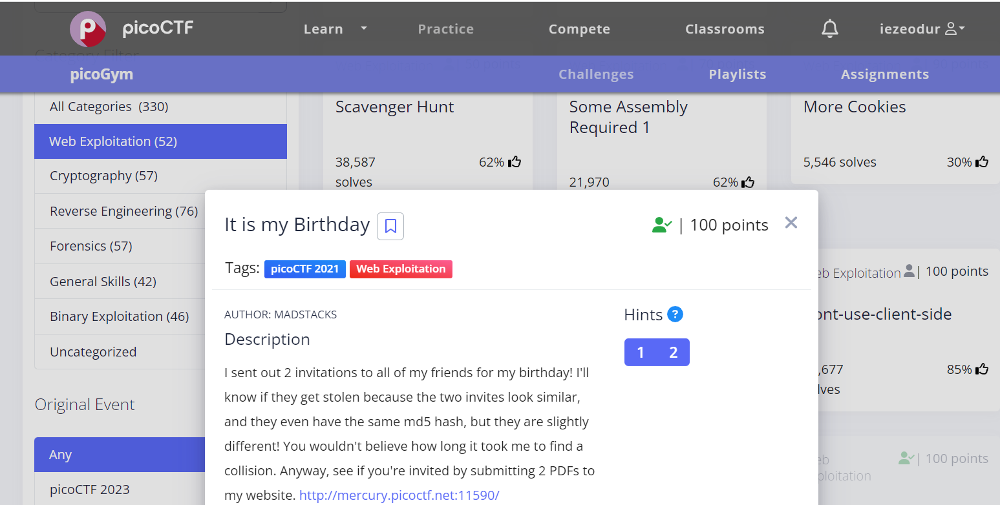 picoCTF
Learn
Practice
Compete
Classrooms
iezeodur
Category Filter
picoGym
Challenges
Playlists
Assignments
All Categories (330)
Web Exploitation (52)
Cryptography (57)
Reverse Engineering (76)
Forensics (57)
General Skills (42)
Binary Exploitation (46)
Uncategorized
Original Event
Any
picoCTF 2023
Scavenger Hunt
38,587
solves
62%
Some Assembly
Required 1
21,970
62%
More Cookies
5,546 solves
30%
It is my Birthday
| 100 points
Tags: picoCTF 2021 Web Exploitation
AUTHOR: MADSTACKS
Description
I sent out 2 invitations to all of my friends for my birthday! I'll
know if they get stolen because the two invites look similar,
and they even have the same md5 hash, but they are slightly
different! You wouldn't believe how long it took me to find a
collision. Anyway, see if you're invited by submitting 2 PDFs to
my website. http://mercury.picoctf.net:11590/
Hints ?
1 2
eb Exploitation | 100 points
ont-use-client-side
,677
lves
85%
eb
ploitation
| 100 points